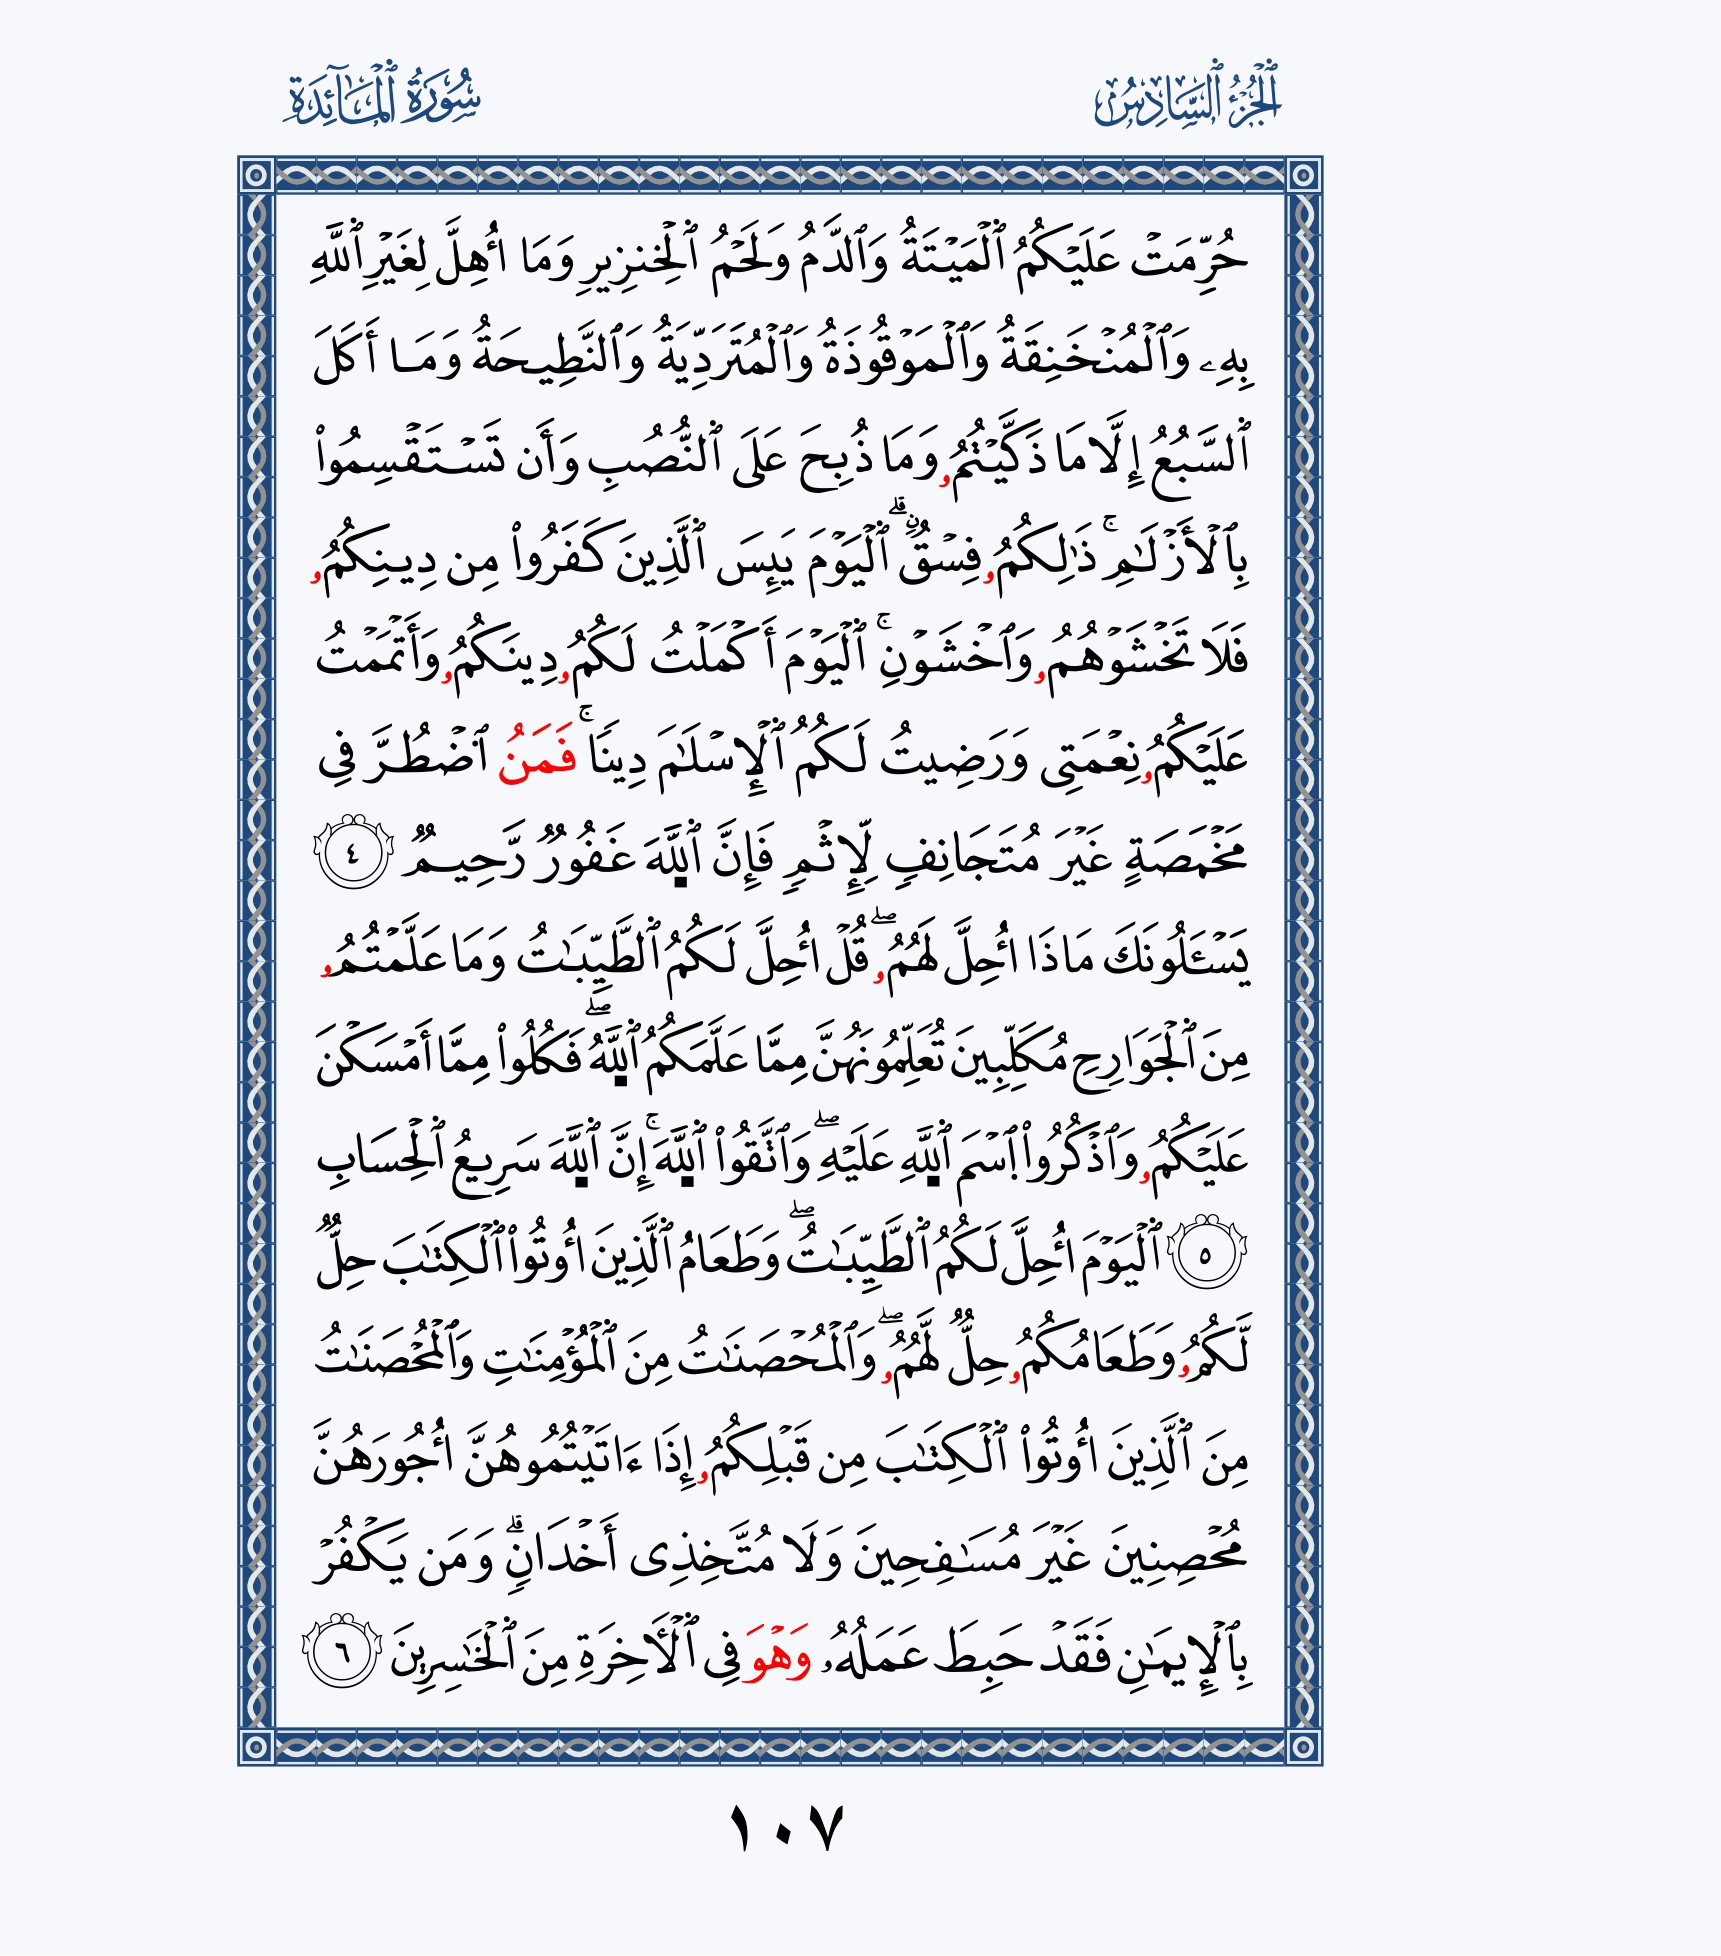 الجُزْءُ السَّادِسُ
سُورَةُ المَائِدَةِ
حُرِّمَتۡ عَلَيۡكُمُ ٱلۡمَيۡتَةُ وَٱلدَّمُ وَلَحۡمُ ٱلۡخِنزِيرِ وَمَا أُهِلَّ لِغَيۡرِ ٱللَّهِ
بِهِۦ وَٱلۡمُنۡخَنِقَةُ وَٱلۡمَوۡقُوذَةُ وَٱلۡمُتَرَدِّيَةُ وَٱلنَّطِيحَةُ وَمَا أَكَلَ
ٱلسَّبُعُ إِلَّا مَا ذَكَّيۡتُمُۥ وَمَا ذُبِحَ عَلَى ٱلنُّصُبِ وَأَن تَسۡتَقۡسِمُواْ
بِٱلۡأَزۡلَٰمِۚ ذَٰلِكُمُۥ فِسۡقٌۗ ٱلۡيَوۡمَ يَئِسَ ٱلَّذِينَ كَفَرُواْ مِن دِينِكُمُۥ
فَلَا تَخۡشَوۡهُمُۥ وَٱخۡشَوۡنِۚ ٱلۡيَوۡمَ أَكۡمَلۡتُ لَكُمُۥ دِينَكُمُۥ وَأَتۡمَمۡتُ
عَلَيۡكُمُۥ نِعۡمَتِي وَرَضِيتُ لَكُمُ ٱلۡإِسۡلَٰمَ دِينٗاۚ فَمَنُ ٱضۡطُرَّ فِي
مَخۡمَصَةٍ غَيۡرَ مُتَجَانِفٖ لِّإِثۡمٖ فَإِنَّ ٱللَّهَ غَفُورٞ رَّحِيمٞ ٤
يَسۡـَٔلُونَكَ مَاذَا أُحِلَّ لَهُمُۥۖ قُلۡ أُحِلَّ لَكُمُ ٱلطَّيِّبَٰتُ وَمَا عَلَّمۡتُمُۥ
مِنَ ٱلۡجَوَارِحِ مُكَلِّبِينَ تُعَلِّمُونَهُنَّ مِمَّا عَلَّمَكُمُ ٱللَّهُۖ فَكُلُواْ مِمَّا أَمۡسَكۡنَ
عَلَيۡكُمُۥ وَٱذۡكُرُواْ ٱسۡمَ ٱللَّهِ عَلَيۡهِۖ وَٱتَّقُواْ ٱللَّهَۚ إِنَّ ٱللَّهَ سَرِيعُ ٱلۡحِسَابِ
٥ ٱلۡيَوۡمَ أُحِلَّ لَكُمُ ٱلطَّيِّبَٰتُۖ وَطَعَامُ ٱلَّذِينَ أُوتُواْ ٱلۡكِتَٰبَ حِلّٞ
لَّكُمُۥ وَطَعَامُكُمُۥ حِلّٞ لَّهُمُۥۖ وَٱلۡمُحۡصَنَٰتُ مِنَ ٱلۡمُؤۡمِنَٰتِ وَٱلۡمُحۡصَنَٰتُ
مِنَ ٱلَّذِينَ أُوتُواْ ٱلۡكِتَٰبَ مِن قَبۡلِكُمُۥ إِذَا ءَاتَيۡتُمُوهُنَّ أُجُورَهُنَّ
مُحۡصِنِينَ غَيۡرَ مُسَٰفِحِينَ وَلَا مُتَّخِذِي أَخۡدَانٖۗ وَمَن يَكۡفُرۡ
بِٱلۡإِيمَٰنِ فَقَدۡ حَبِطَ عَمَلُهُۥ وَهۡوَ فِي ٱلۡأٓخِرَةِ مِنَ ٱلۡخَٰسِرِينَ ٦
١٠٧